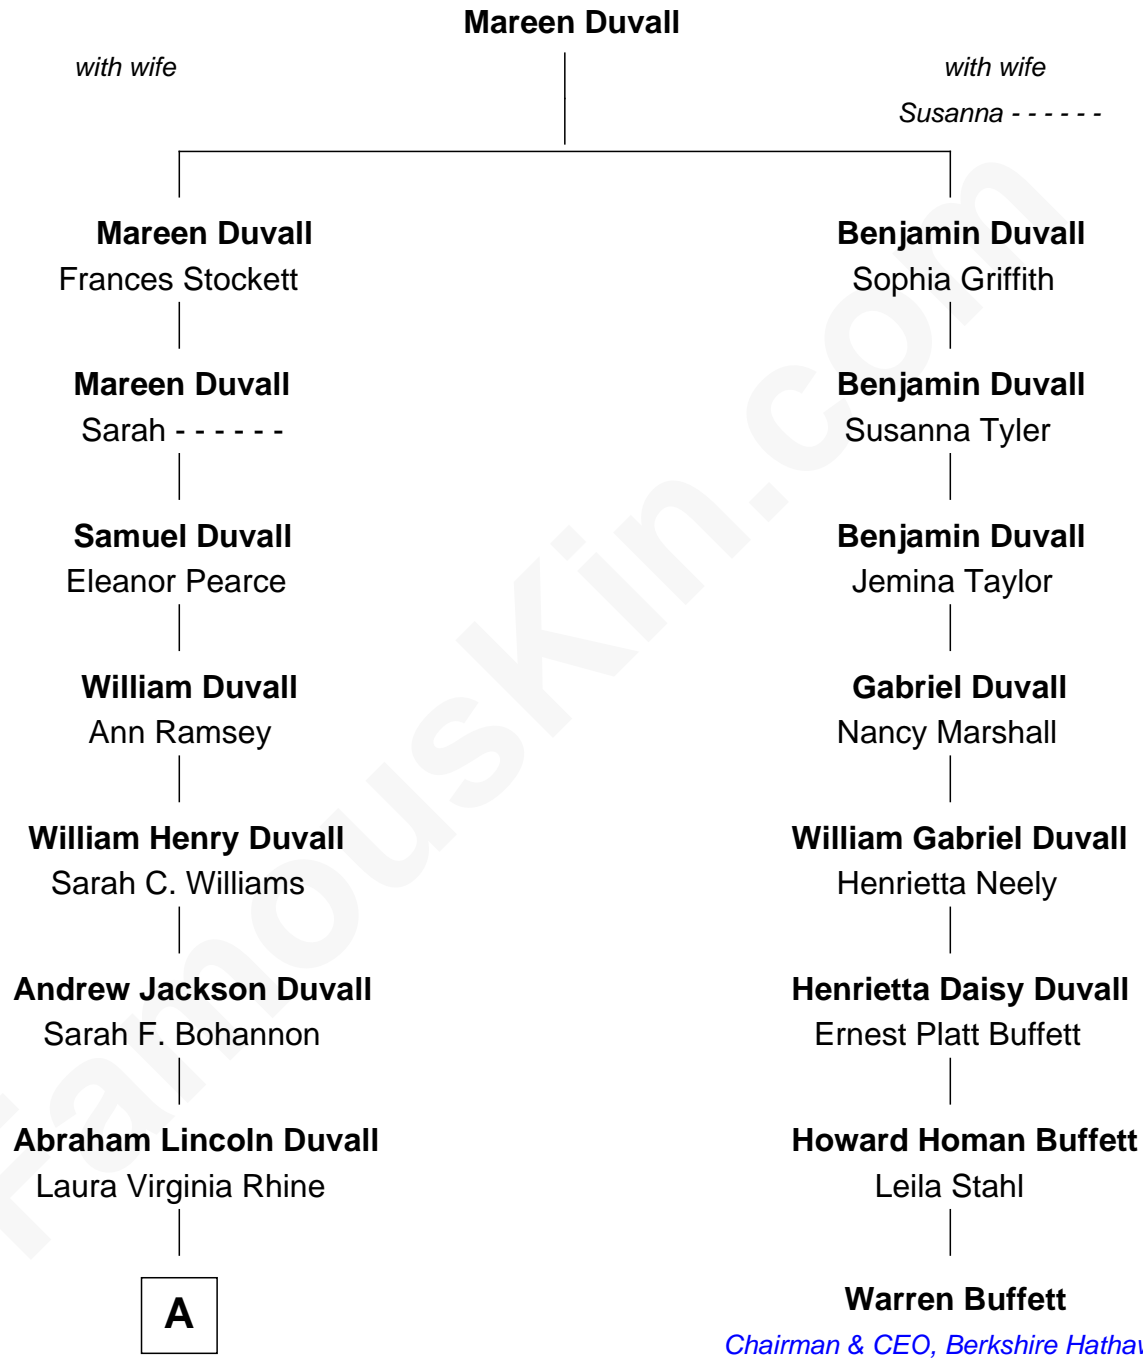 Mareen Duvall
with wife
with wife
Susanna - - - - - -
Mareen Duvall
Frances Stockett
Benjamin Duvall
Sophia Griffith
Mareen Duvall
Sarah - - - - - -
Benjamin Duvall
Susanna Tyler
Samuel Duvall
Eleanor Pearce
Benjamin Duvall
Jemina Taylor
William Duvall
Ann Ramsey
Gabriel Duvall
Nancy Marshall
William Henry Duvall
Sarah C. Williams
William Gabriel Duvall
Henrietta Neely
Andrew Jackson Duvall
Sarah F. Bohannon
Henrietta Daisy Duvall
Ernest Platt Buffett
Abraham Lincoln Duvall
Laura Virginia Rhine
Howard Homan Buffett
Leila Stahl
A
Warren Buffett
Chairman & CEO, Berkshire Hathaw
FamousKin.com